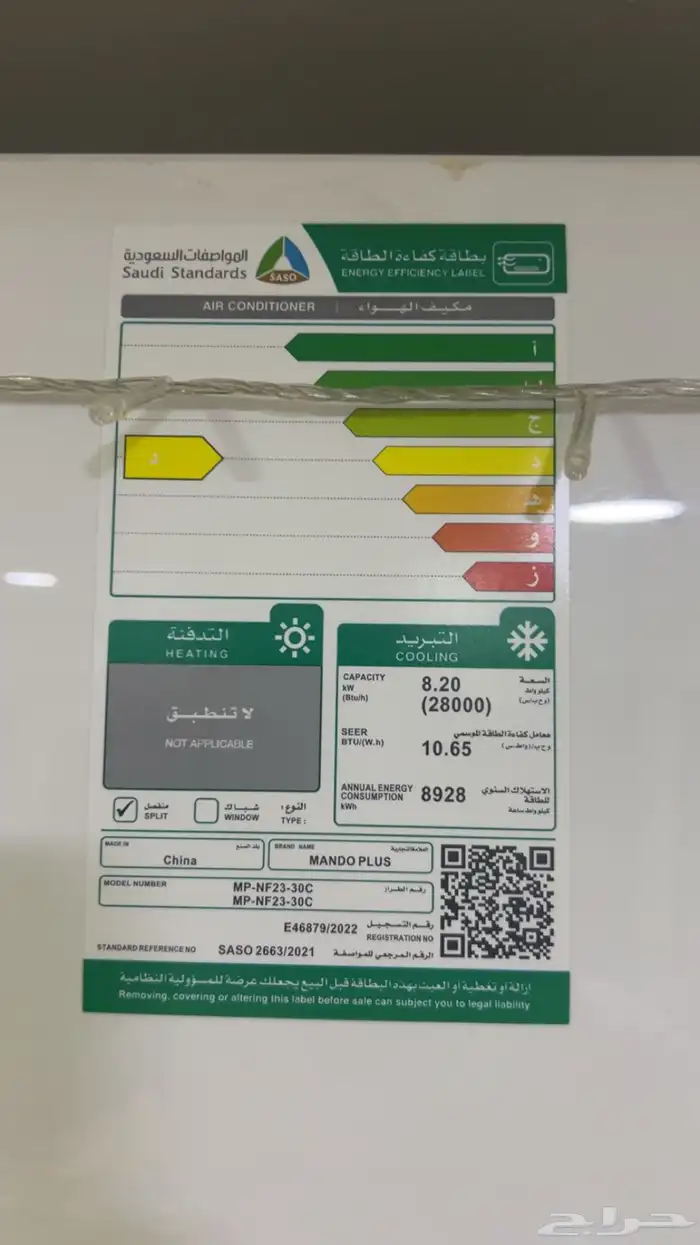 المواصفات السعودية
Saudi Standards
SASO
بطاقة كفاءة الطاقة
ENERGY EFFICIENCY LABEL
AIR CONDITIONER | مكيف الهواء
أ
ج
د
د
هـ
و
ز
التدفئة
HEATING
لا تنطبق
NOT APPLICABLE
التبريد
COOLING
CAPACITY
kW
(Btu/h)
8.20
(28000)
السعة
كيلو واط
(و ح ب/س)
SEER
BTU/(W.h)
10.65
معامل كفاءة الطاقة الموسمي
و ح ب/(واط.س)
ANNUAL ENERGY
CONSUMPTION
kWh
8928
الاستهلاك السنوي
للطاقة
كيلو واط ساعة
✓ منفصل
SPLIT
شباك
WINDOW
النوع:
TYPE :
MADE IN بلد الصنع
China
BRAND NAME العلامة التجارية
MANDO PLUS
MODEL NUMBER MP-NF23-30C رقم الطراز
MP-NF23-30C
E46879/2022 رقم التسجيل
REGISTRATION NO
STANDARD REFERENCE NO SASO 2663/2021 الرقم المرجعي للمواصفة
إزالة أو تغطية أو العبث بهذه البطاقة قبل البيع يجعلك عرضة للمسؤولية النظامية
Removing, covering or altering this label before sale can subject you to legal liability
حراج